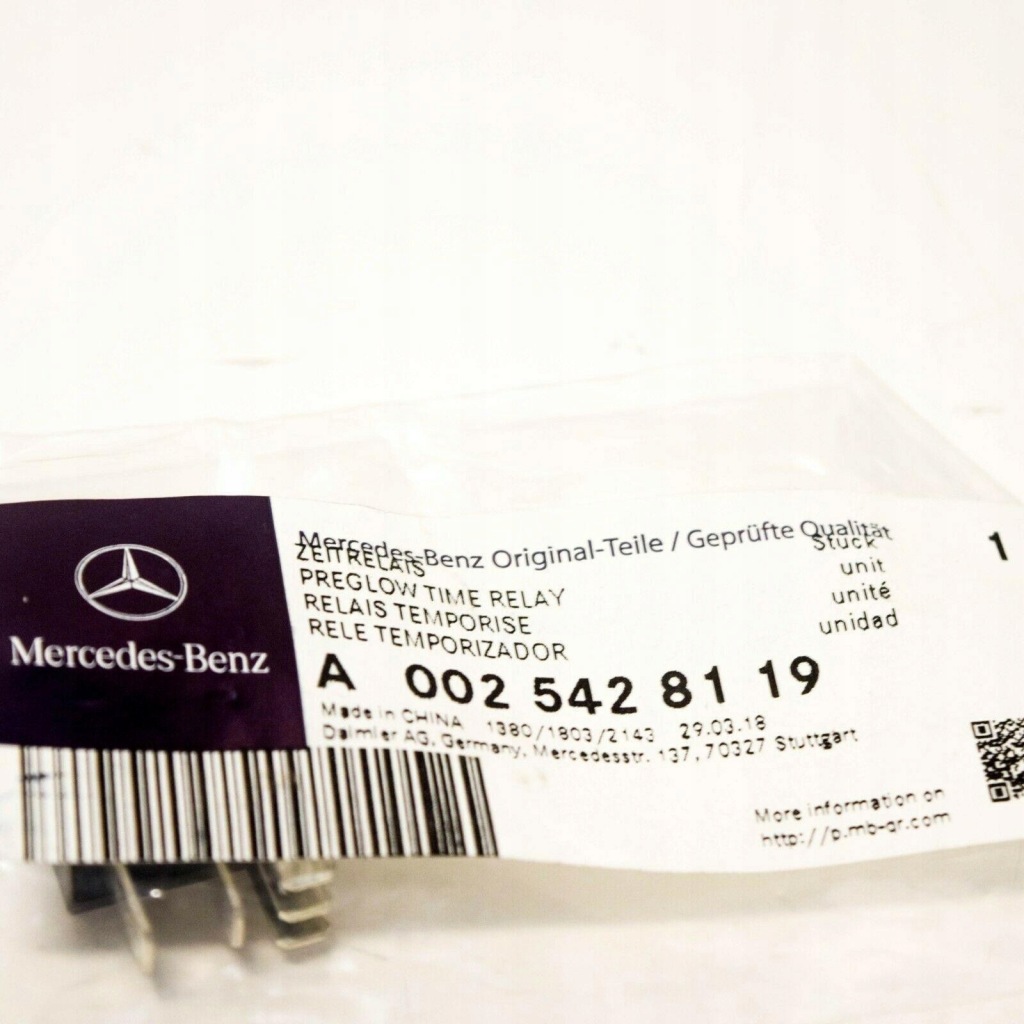 Mercedes-Benz
Mercedes-Benz Original-Teile / Geprüfte Qualität
ZEITRELAIS Stück 1
PREGLOW TIME RELAY unit
RELAIS TEMPORISE unité
RELE TEMPORIZADOR unidad
A 002 542 81 19
Made in CHINA 1380/1803/2143 29.03.18
Daimler AG, Germany, Mercedesstr. 137, 70327 Stuttgart
More information on
http://p.mb-qr.com